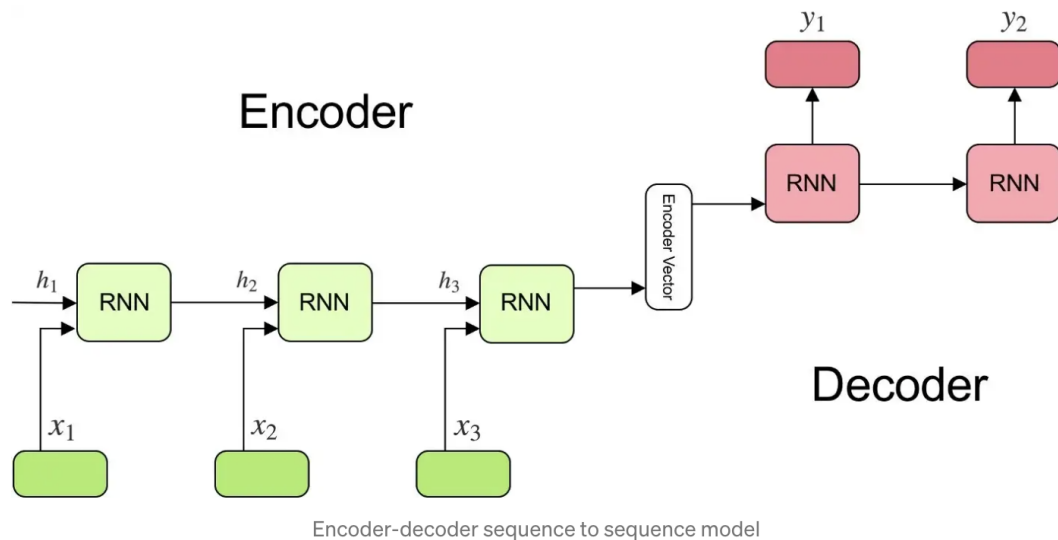 y₁ y₂
Encoder
RNN RNN
Encoder Vector
h₁ RNN h₂ RNN h₃ RNN
Decoder
x₁ x₂ x₃
Encoder-decoder sequence to sequence model